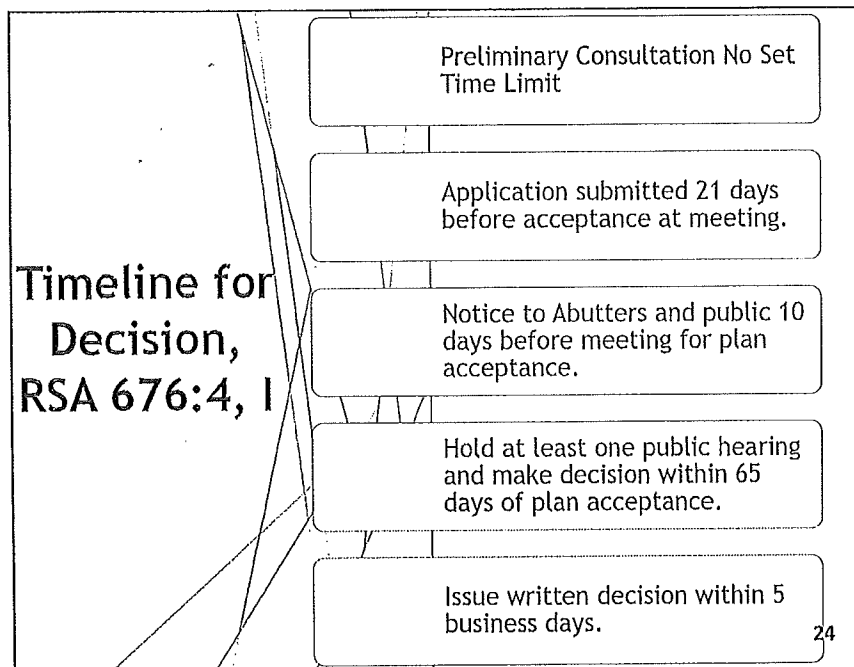 Timeline for
Decision,
RSA 676:4, I
Preliminary Consultation No Set
Time Limit
Application submitted 21 days
before acceptance at meeting.
Notice to Abutters and public 10
days before meeting for plan
acceptance.
Hold at least one public hearing
and make decision within 65
days of plan acceptance.
Issue written decision within 5
business days.
24